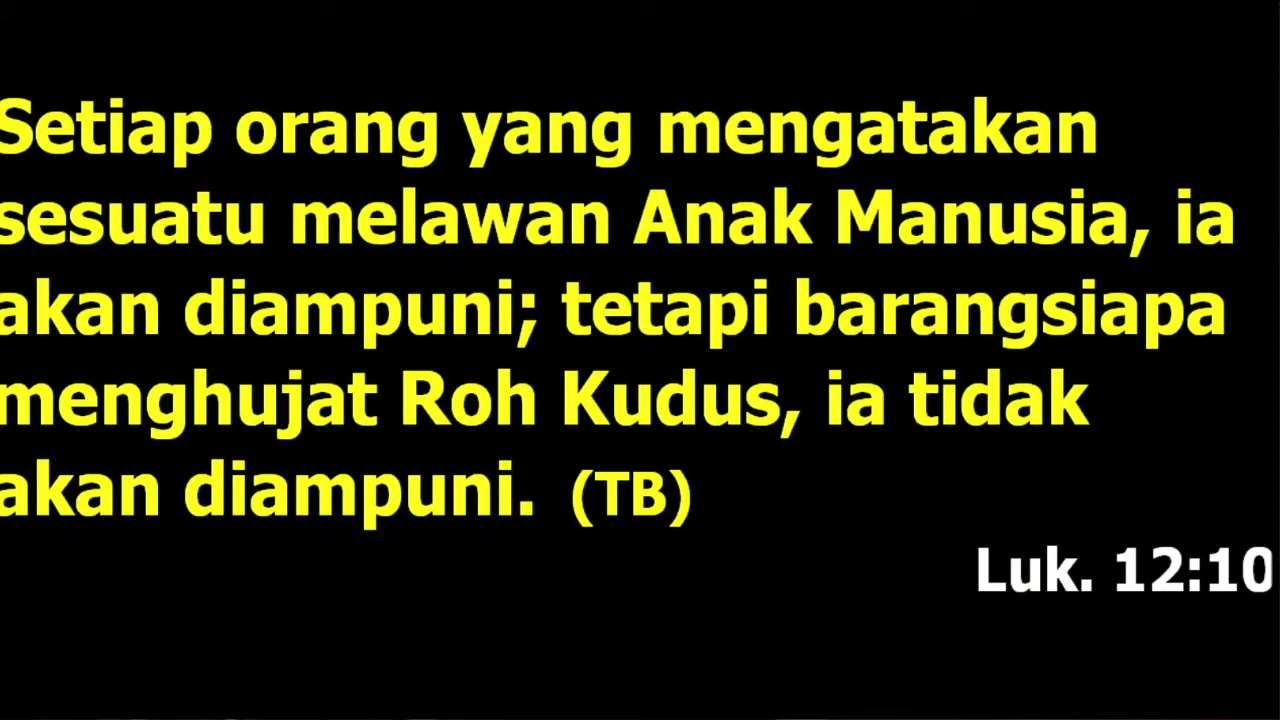 Setiap orang yang mengatakan
sesuatu melawan Anak Manusia, ia
akan diampuni; tetapi barangsiapa
menghujat Roh Kudus, ia tidak
akan diampuni. (TB)
Luk. 12:10